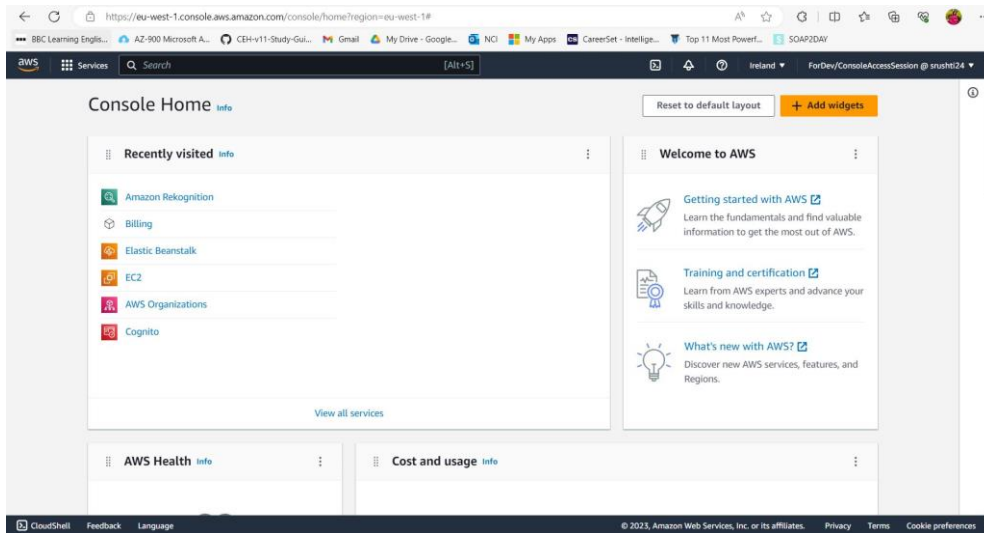 https://eu-west-1.console.aws.amazon.com/console/home?region=eu-west-1#
BBC Learning Englis... AZ-900 Microsoft A... CEH-v11-Study-Gui... Gmail My Drive - Google... NCI My Apps CareerSet - Intellige... Top 11 Most Powerf... SOAP2DAY
aws Services Search [Alt+S] Ireland ForDev/ConsoleAccessSession @ srushti24
Console Home Info
Reset to default layout
+ Add widgets
Recently visited Info
Amazon Rekognition
Billing
Elastic Beanstalk
EC2
AWS Organizations
Cognito
View all services
Welcome to AWS
Getting started with AWS
Learn the fundamentals and find valuable
information to get the most out of AWS.
Training and certification
Learn from AWS experts and advance your
skills and knowledge.
What's new with AWS?
Discover new AWS services, features, and
Regions.
AWS Health Info
Cost and usage Info
CloudShell Feedback Language © 2023, Amazon Web Services, Inc. or its affiliates. Privacy Terms Cookie preferences